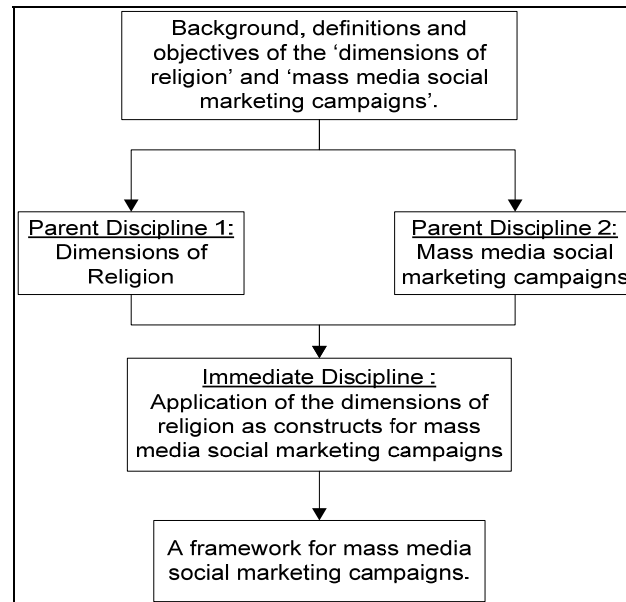 Background, definitions and
objectives of the ‘dimensions of
religion’ and ‘mass media social
marketing campaigns’.
Parent Discipline 1:
Dimensions of
Religion
Parent Discipline 2:
Mass media social
marketing campaigns
Immediate Discipline :
Application of the dimensions of
religion as constructs for mass
media social marketing campaigns
A framework for mass media
social marketing campaigns.